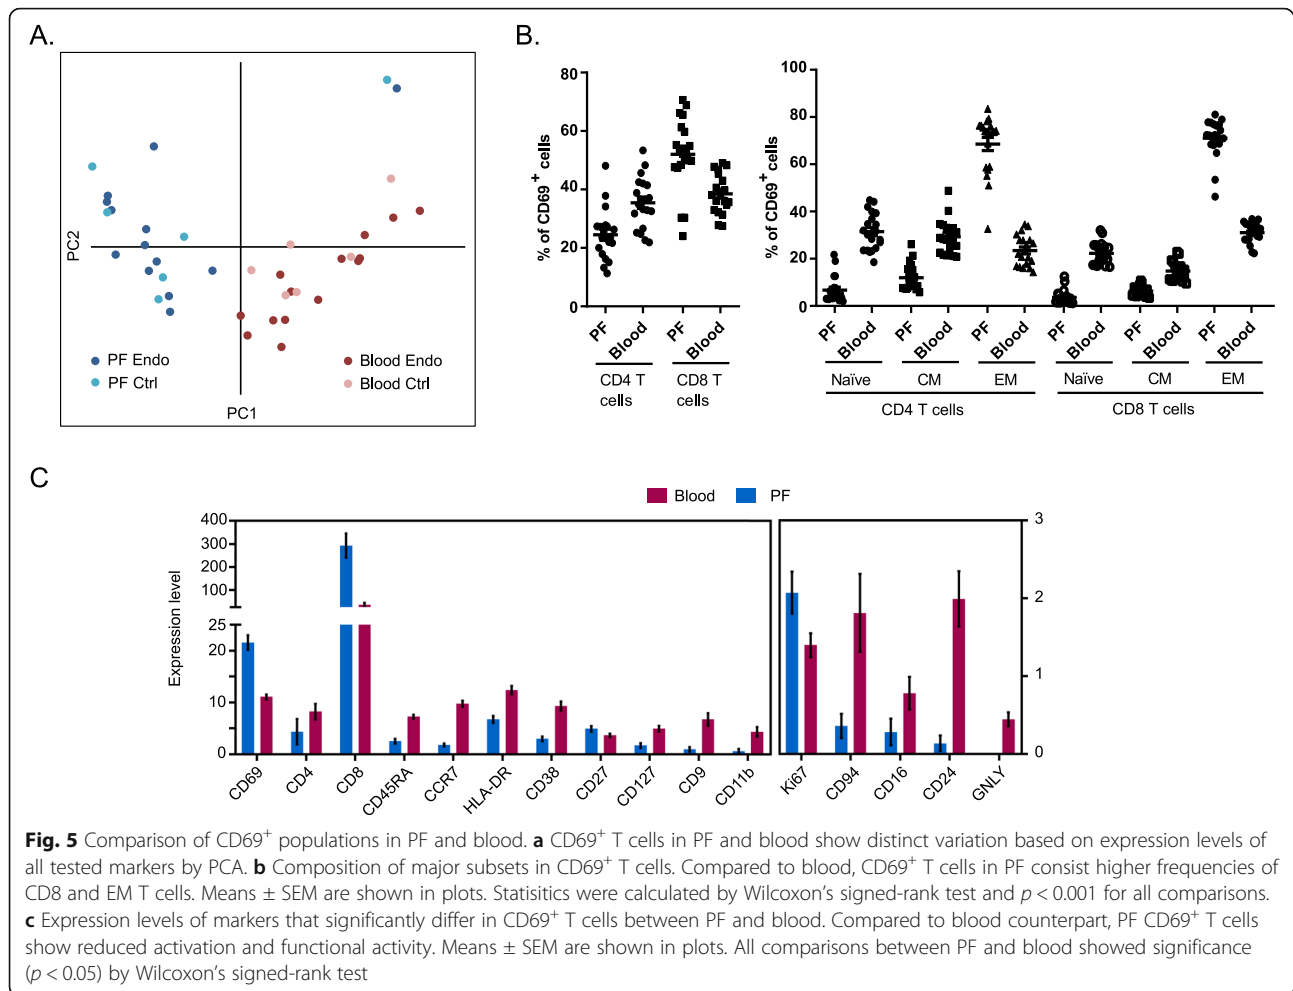 A.
PC2
PC1
PF Endo
PF Ctrl
Blood Endo
Blood Ctrl
B.
% of CD69+ cells
80
60
40
20
0
PF
Blood
PF
Blood
CD4 T cells
CD8 T cells
% of CD69+ cells
100
80
60
40
20
0
PF
Blood
PF
Blood
PF
Blood
PF
Blood
PF
Blood
PF
Blood
Naïve
CM
EM
Naïve
CM
EM
CD4 T cells
CD8 T cells
C
Blood
PF
Expression level
400
300
200
100
25
20
10
0
3
2
1
0
CD69
CD4
CD8
CD45RA
CCR7
HLA-DR
CD38
CD27
CD127
CD9
CD11b
Ki67
CD94
CD16
CD24
GNLY
Fig. 5 Comparison of CD69+ populations in PF and blood. a CD69+ T cells in PF and blood show distinct variation based on expression levels of
all tested markers by PCA. b Composition of major subsets in CD69+ T cells. Compared to blood, CD69+ T cells in PF consist higher frequencies of
CD8 and EM T cells. Means ± SEM are shown in plots. Statisitics were calculated by Wilcoxon's signed-rank test and p < 0.001 for all comparisons.
c Expression levels of markers that significantly differ in CD69+ T cells between PF and blood. Compared to blood counterpart, PF CD69+ T cells
show reduced activation and functional activity. Means ± SEM are shown in plots. All comparisons between PF and blood showed significance
(p < 0.05) by Wilcoxon's signed-rank test